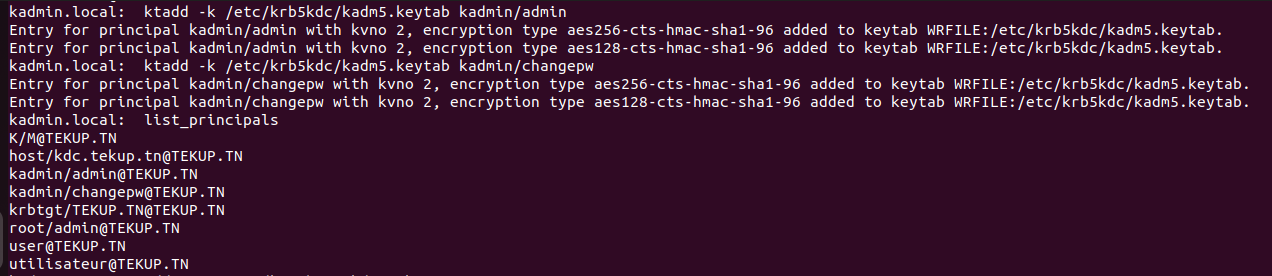 kadmin.local:  ktadd -k /etc/krb5kdc/kadm5.keytab kadmin/admin
Entry for principal kadmin/admin with kvno 2, encryption type aes256-cts-hmac-sha1-96 added to keytab WRFILE:/etc/krb5kdc/kadm5.keytab.
Entry for principal kadmin/admin with kvno 2, encryption type aes128-cts-hmac-sha1-96 added to keytab WRFILE:/etc/krb5kdc/kadm5.keytab.
kadmin.local:  ktadd -k /etc/krb5kdc/kadm5.keytab kadmin/changepw
Entry for principal kadmin/changepw with kvno 2, encryption type aes256-cts-hmac-sha1-96 added to keytab WRFILE:/etc/krb5kdc/kadm5.keytab.
Entry for principal kadmin/changepw with kvno 2, encryption type aes128-cts-hmac-sha1-96 added to keytab WRFILE:/etc/krb5kdc/kadm5.keytab.
kadmin.local:  list_principals
K/M@TEKUP.TN
host/kdc.tekup.tn@TEKUP.TN
kadmin/admin@TEKUP.TN
kadmin/changepw@TEKUP.TN
krbtgt/TEKUP.TN@TEKUP.TN
root/admin@TEKUP.TN
user@TEKUP.TN
utilisateur@TEKUP.TN